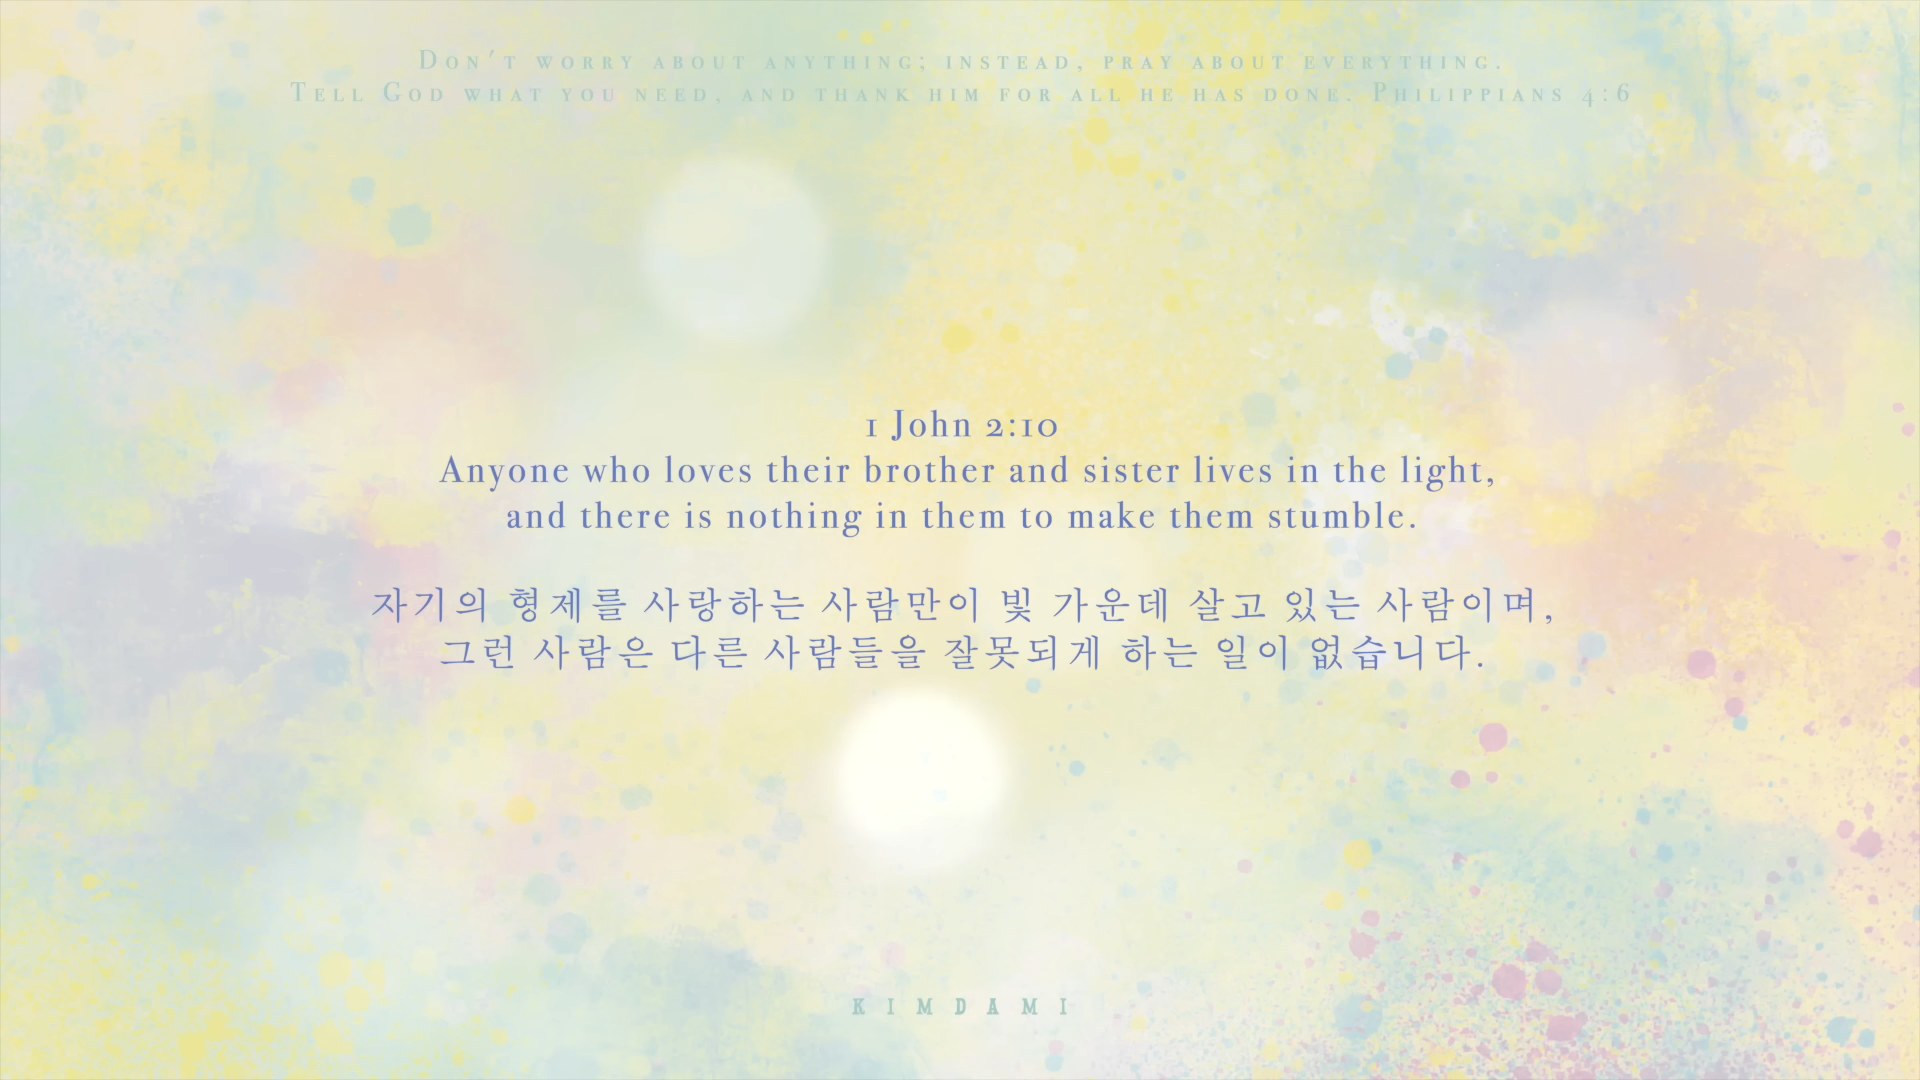 Don't worry about anything; instead, pray about everything.
Tell God what you need, and thank him for all he has done. Philippians 4:6
1 John 2:10
Anyone who loves their brother and sister lives in the light,
and there is nothing in them to make them stumble.
자기의 형제를 사랑하는 사람만이 빛 가운데 살고 있는 사람이며,
그런 사람은 다른 사람들을 잘못되게 하는 일이 없습니다.
KIMDAMI